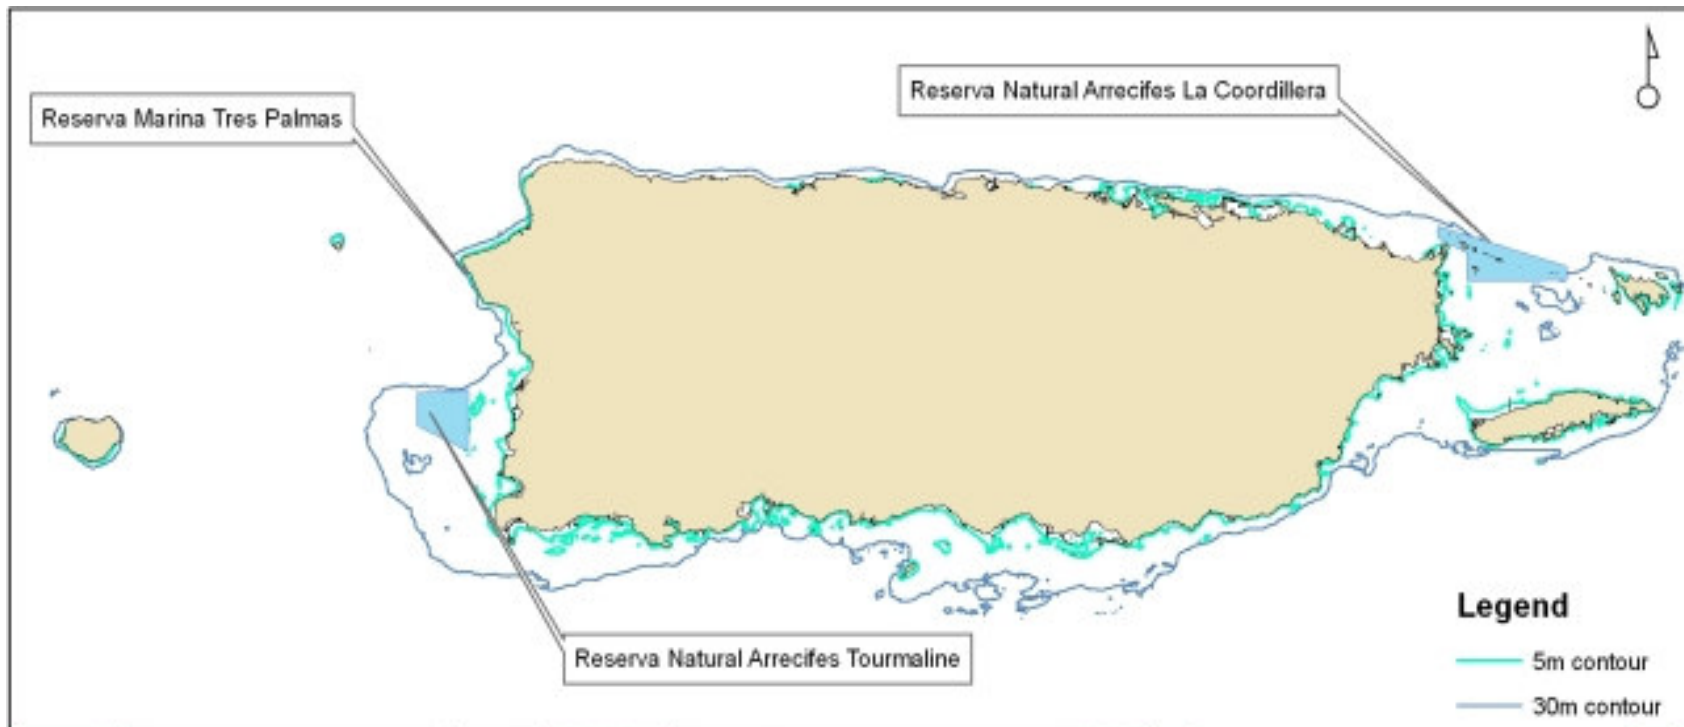 Reserva Natural Arrecifes La Coordillera
Reserva Marina Tres Palmas
Reserva Natural Arrecifes Tourmaline
Legend
5m contour
30m contour